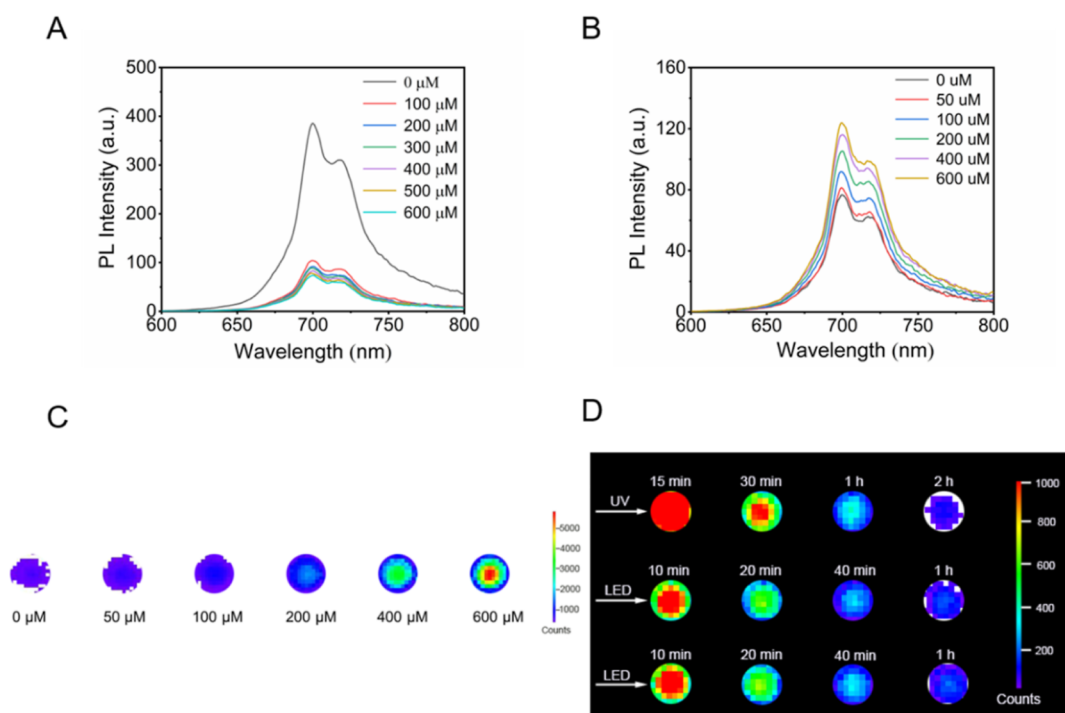 A
B
500
400
300
200
100
0
600
650
700
750
800
PL Intensity (a.u.)
Wavelength (nm)
0 μM
100 μM
200 μM
300 μM
400 μM
500 μM
600 μM
160
120
80
40
0
600
650
700
750
800
PL Intensity (a.u.)
Wavelength (nm)
0 uM
50 uM
100 uM
200 uM
400 uM
600 uM
C
D
0 μM
50 μM
100 μM
200 μM
400 μM
600 μM
5000
4000
3000
2000
1000
Counts
15 min
30 min
1 h
2 h
UV
10 min
20 min
40 min
1 h
LED
10 min
20 min
40 min
1 h
LED
1000
800
600
400
200
Counts